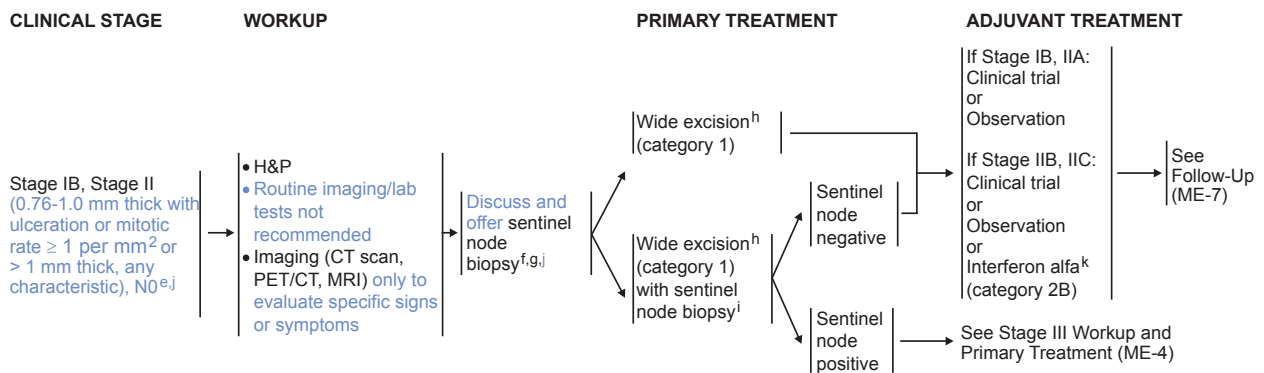 CLINICAL STAGE
WORKUP
PRIMARY TREATMENT
ADJUVANT TREATMENT
Stage IB, Stage II
(0.76-1.0 mm thick with
ulceration or mitotic
rate ≥ 1 per mm² or
> 1 mm thick, any
characteristic), N0e,j
• H&P
• Routine imaging/lab
tests not
recommended
• Imaging (CT scan,
PET/CT, MRI) only to
evaluate specific signs
or symptoms
Discuss and
offer sentinel
node
biopsyf,g,j
Wide excisionh
(category 1)
Wide excisionh
(category 1)
with sentinel
node biopsyi
Sentinel
node
negative
Sentinel
node
positive
If Stage IB, IIA:
Clinical trial
or
Observation
If Stage IIB, IIC:
Clinical trial
or
Observation
or
Interferon alfak
(category 2B)
See
Follow-Up
(ME-7)
See Stage III Workup and
Primary Treatment (ME-4)